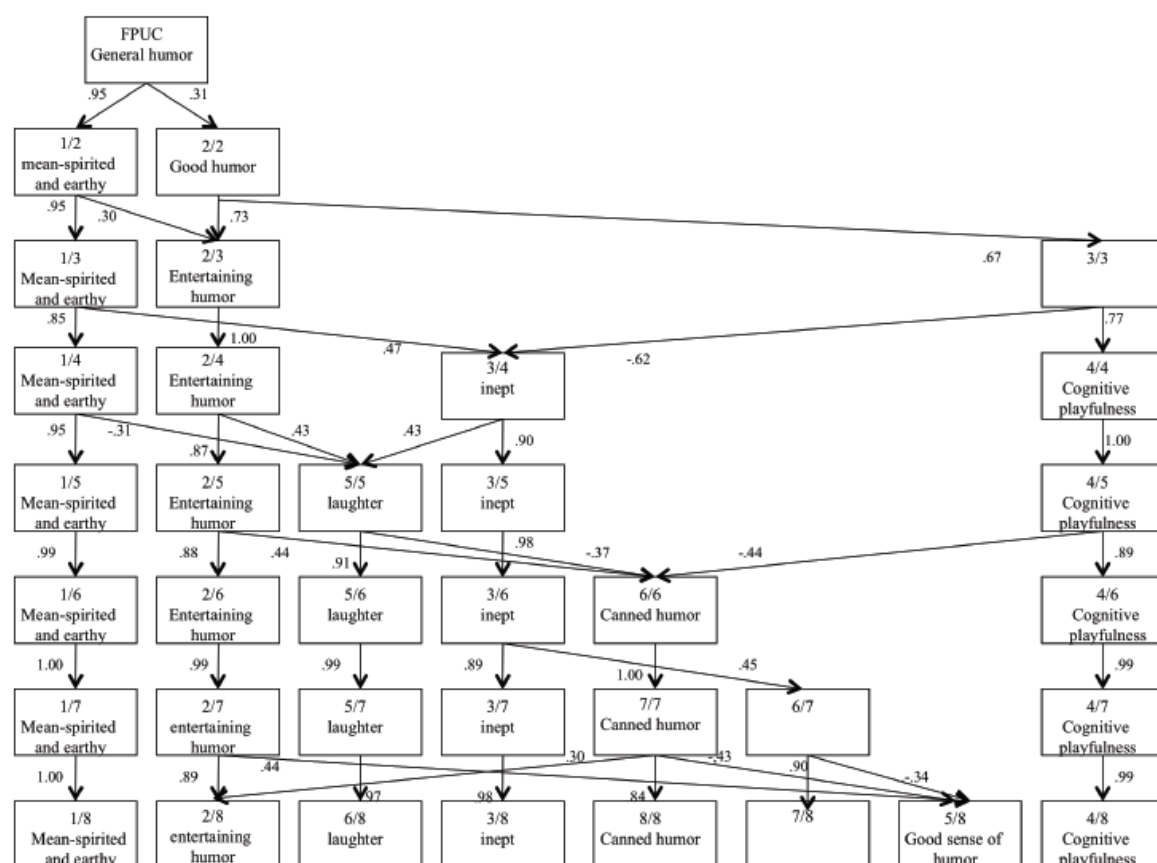 FPUC
General humor
.95 .31
1/2 2/2
mean-spirited Good humor
and earthy
.95 .30 .73
.67
1/3 2/3 3/3
Mean-spirited Entertaining
and earthy humor
.85 1.00 .47 -.62 .77
1/4 2/4 3/4 4/4
Mean-spirited Entertaining inept Cognitive
and earthy humor playfulness
.95 -.31 .87 .43 .43 .90 1.00
1/5 2/5 5/5 3/5 4/5
Mean-spirited Entertaining laughter inept Cognitive
and earthy humor playfulness
.99 .88 .44 .91 .98 -.37 -.44 .89
1/6 2/6 5/6 3/6 6/6 4/6
Mean-spirited Entertaining laughter inept Canned humor Cognitive
and earthy humor playfulness
1.00 .99 .99 .89 1.00 .45 .99
1/7 2/7 5/7 3/7 7/7 6/7 4/7
Mean-spirited entertaining laughter inept Canned humor Cognitive
and earthy humor playfulness
1.00 .89 .44 .97 .98 .30 .84 -.43 .90 -.34 .99
1/8 2/8 6/8 3/8 8/8 7/8 5/8 4/8
Mean-spirited entertaining laughter inept Canned humor Good sense of Cognitive
and earthy humor humor playfulness